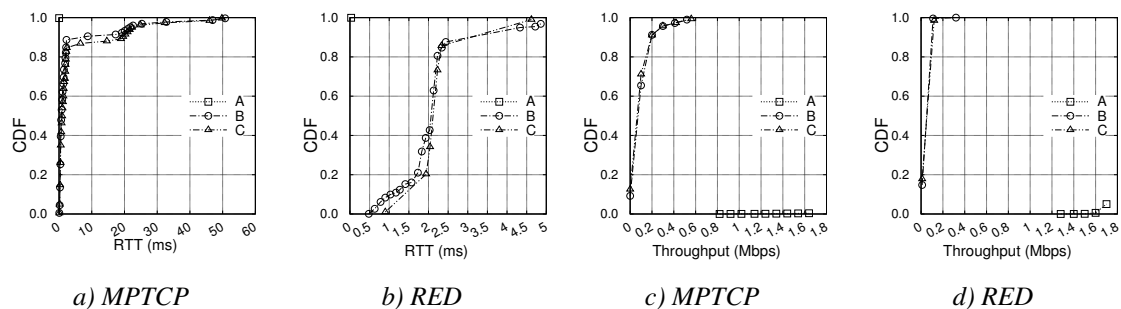 CDF
1.0
0.8
0.6
0.4
0.2
0.0
0
10
20
30
40
50
60
RTT (ms)
A
B
C
a) MPTCP
CDF
1.0
0.8
0.6
0.4
0.2
0.0
0
0.5
1
1.5
2
2.5
3
3.5
4
4.5
5
RTT (ms)
A
B
C
b) RED
CDF
1.0
0.8
0.6
0.4
0.2
0.0
0
0.2
0.4
0.6
0.8
1
1.2
1.4
1.6
1.8
Throughput (Mbps)
A
B
C
c) MPTCP
CDF
1.0
0.8
0.6
0.4
0.2
0.0
0
0.2
0.4
0.6
0.8
1
1.2
1.4
1.6
1.8
Throughput (Mbps)
A
B
C
d) RED